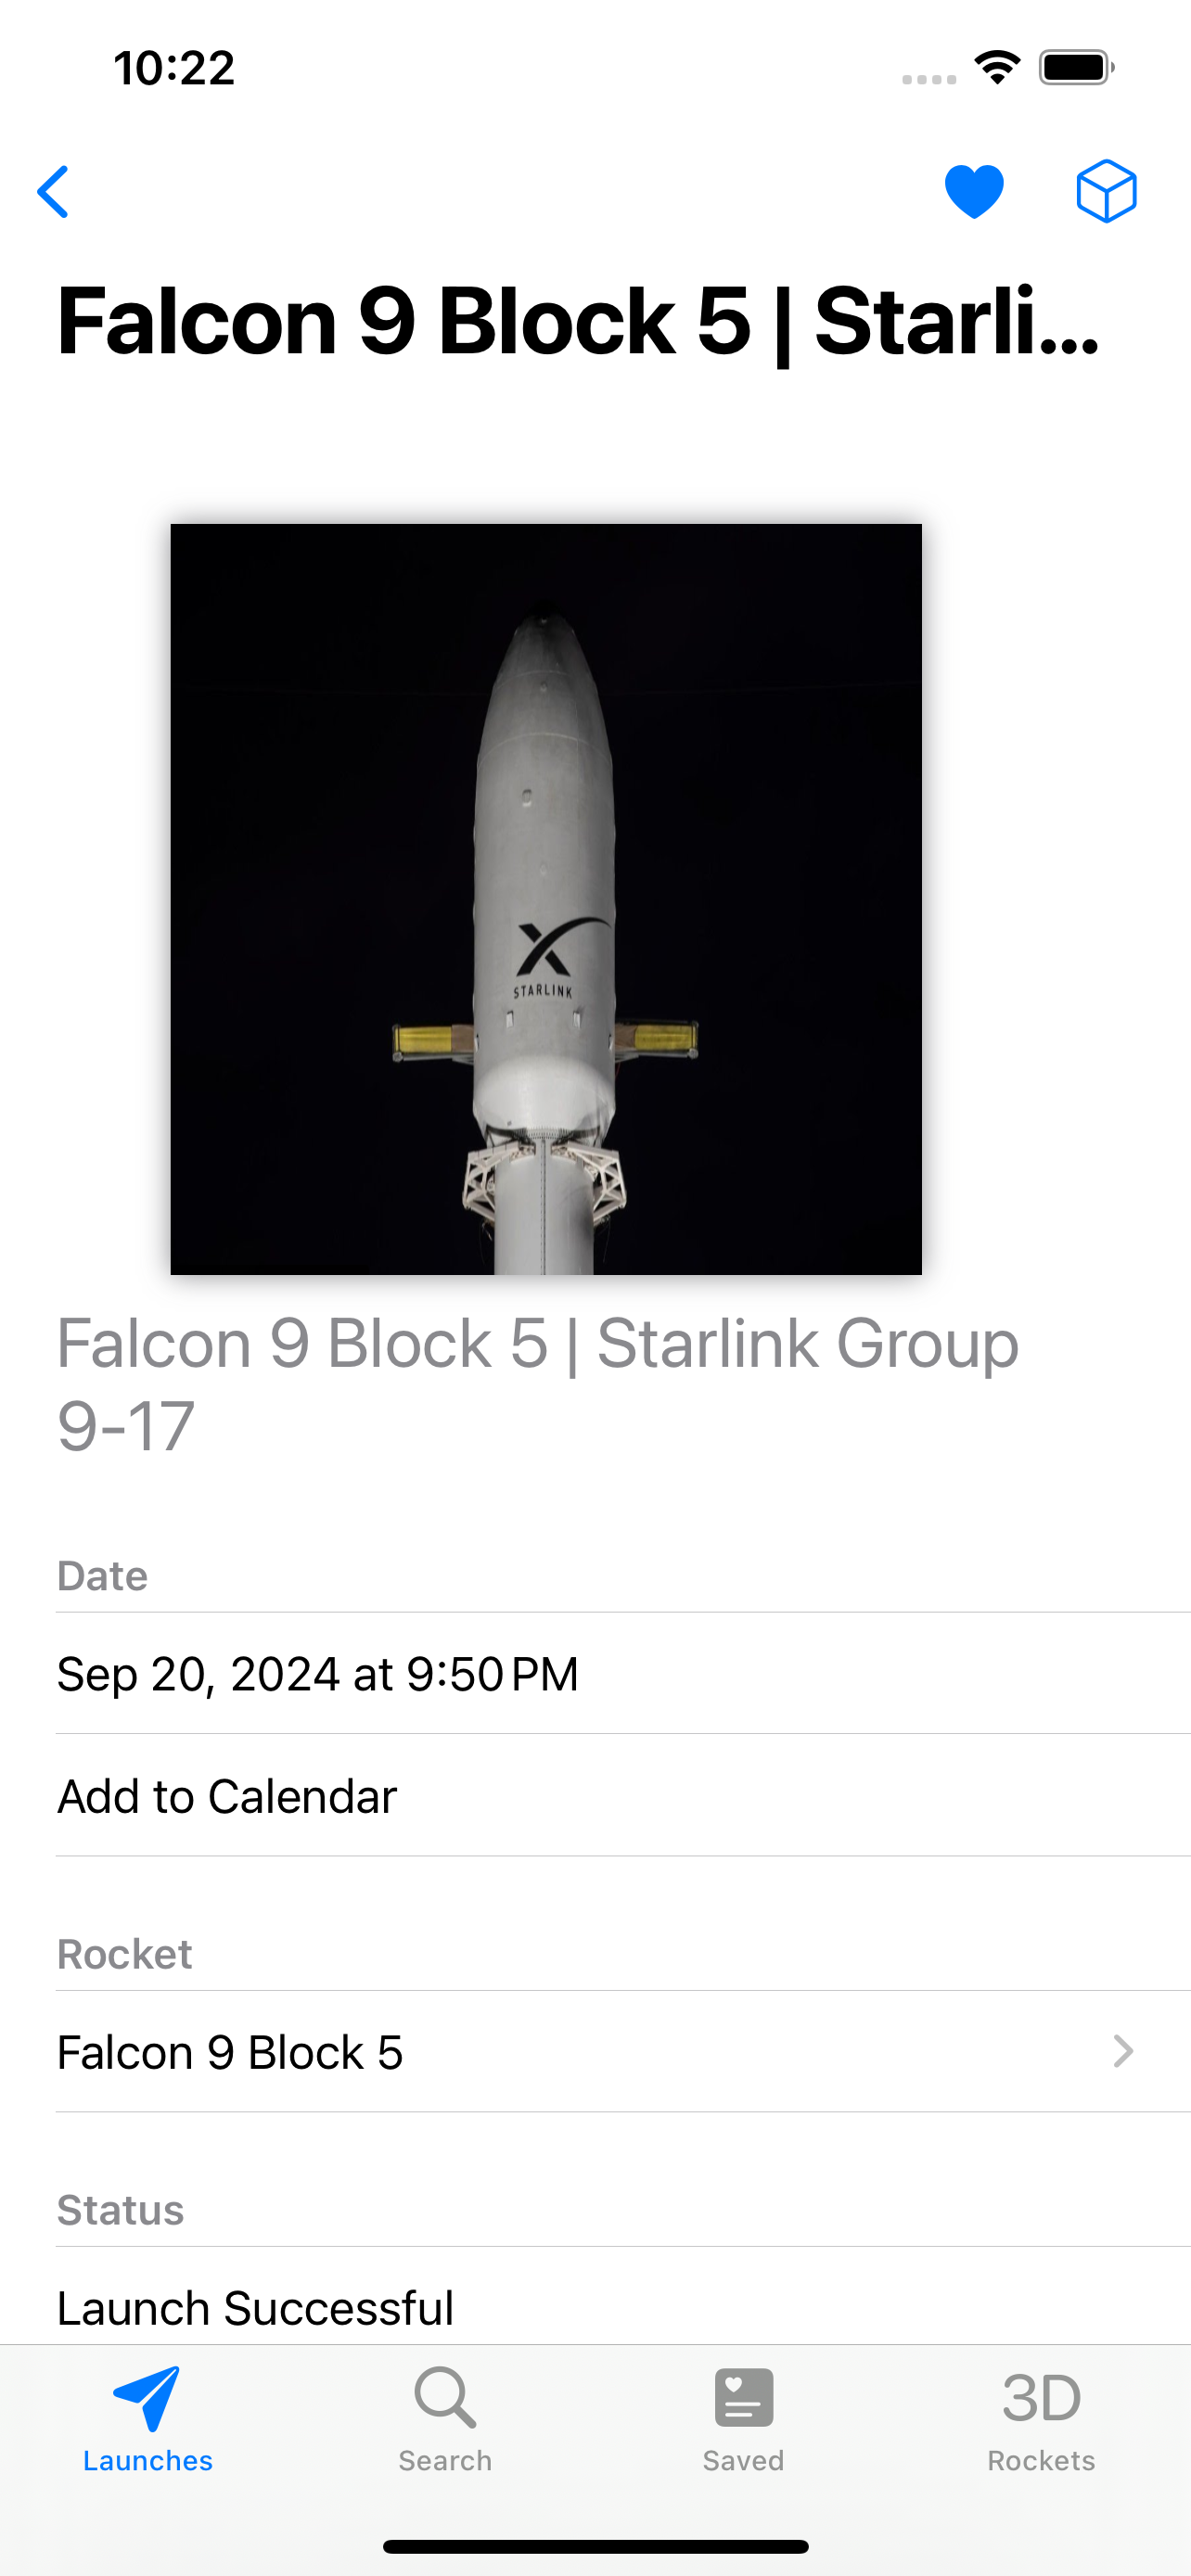 10:22
Falcon 9 Block 5 | Starli...
STARLINK
Falcon 9 Block 5 | Starlink Group
9-17
Date
Sep 20, 2024 at 9:50 PM
Add to Calendar
Rocket
Falcon 9 Block 5
Status
Launch Successful
3D
Launches
Search
Saved
Rockets